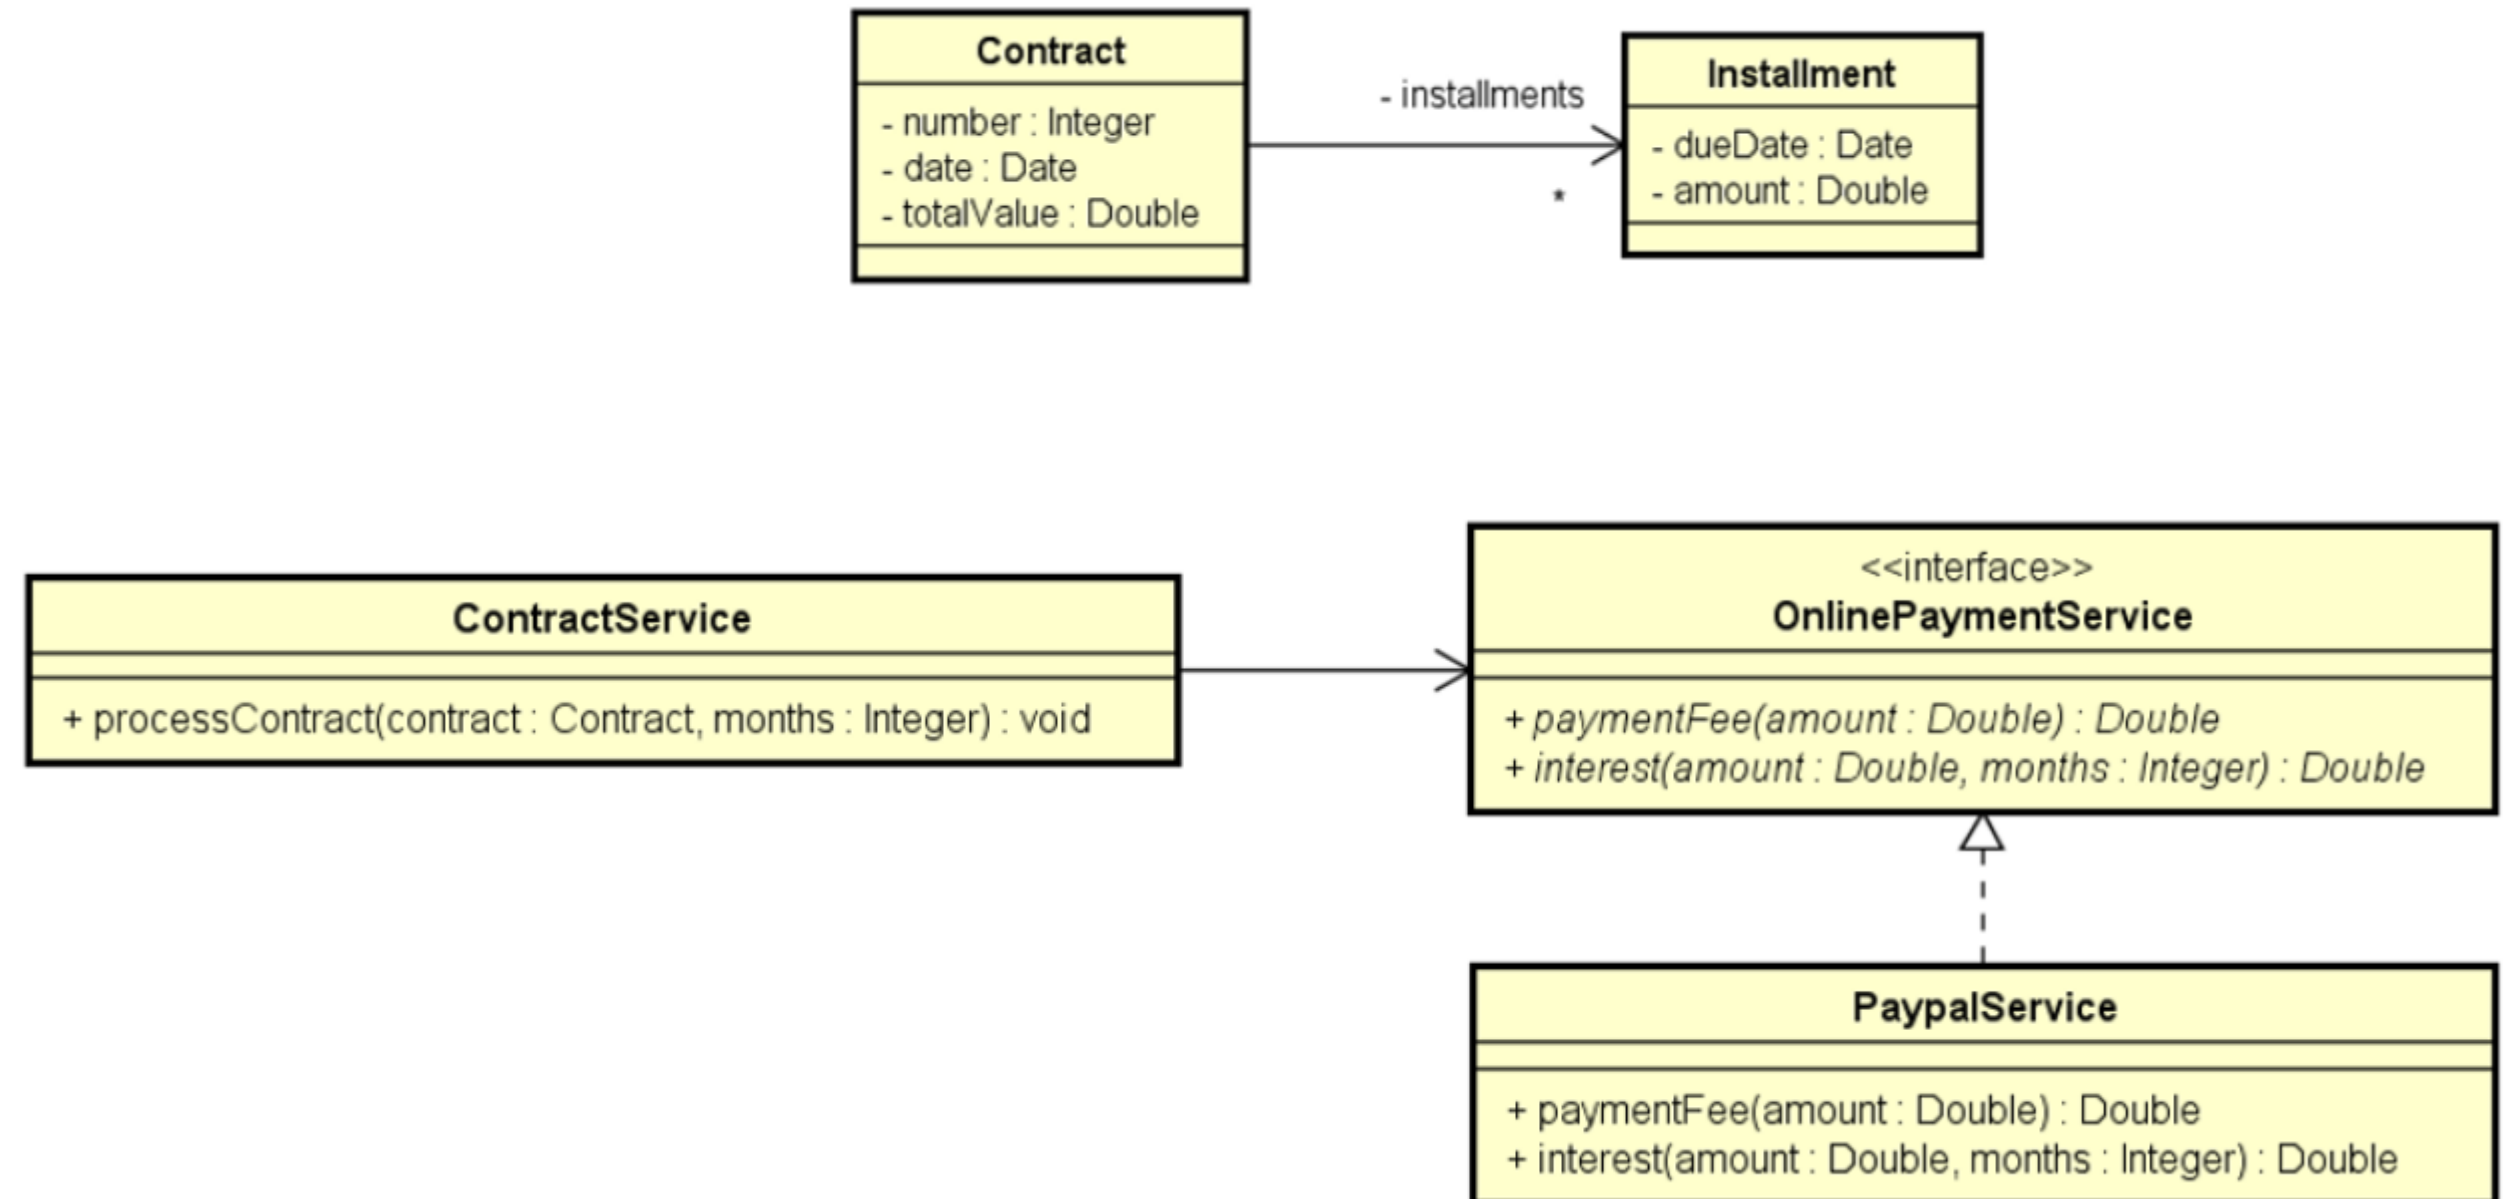 Contract
- number : Integer
- date : Date
- totalValue : Double
- installments
*
Installment
- dueDate : Date
- amount : Double
ContractService
+ processContract(contract : Contract, months : Integer) : void
<<interface>>
OnlinePaymentService
+ paymentFee(amount : Double) : Double
+ interest(amount : Double, months : Integer) : Double
PaypalService
+ paymentFee(amount : Double) : Double
+ interest(amount : Double, months : Integer) : Double